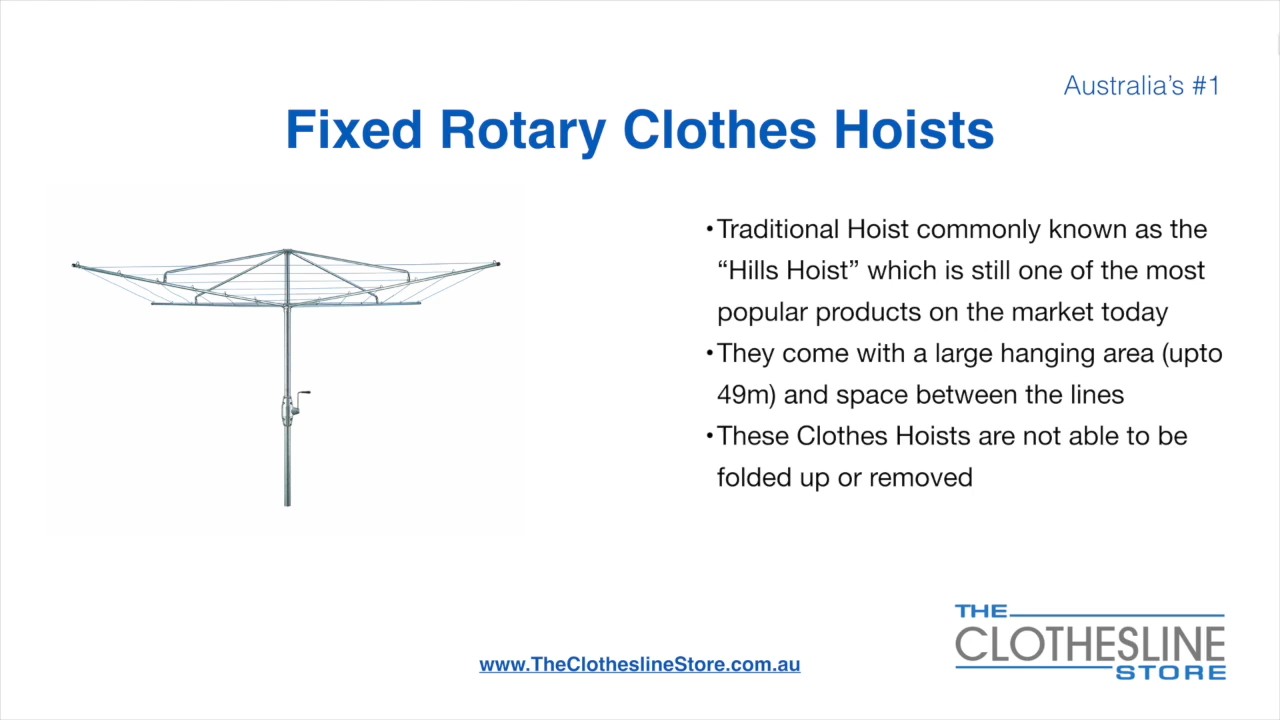 Australia's #1
Fixed Rotary Clothes Hoists
•Traditional Hoist commonly known as the
“Hills Hoist” which is still one of the most
popular products on the market today
•They come with a large hanging area (upto
49m) and space between the lines
•These Clothes Hoists are not able to be
folded up or removed
THE
CLOTHESLINE
STORE
www.TheClotheslineStore.com.au